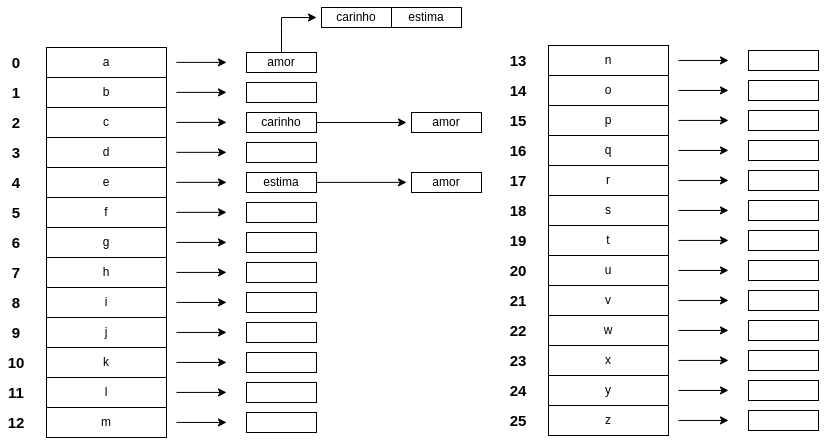 carinho estima
0 a amor
1 b
2 c carinho amor
3 d
4 e estima amor
5 f
6 g
7 h
8 i
9 j
10 k
11 l
12 m
13 n
14 o
15 p
16 q
17 r
18 s
19 t
20 u
21 v
22 w
23 x
24 y
25 z